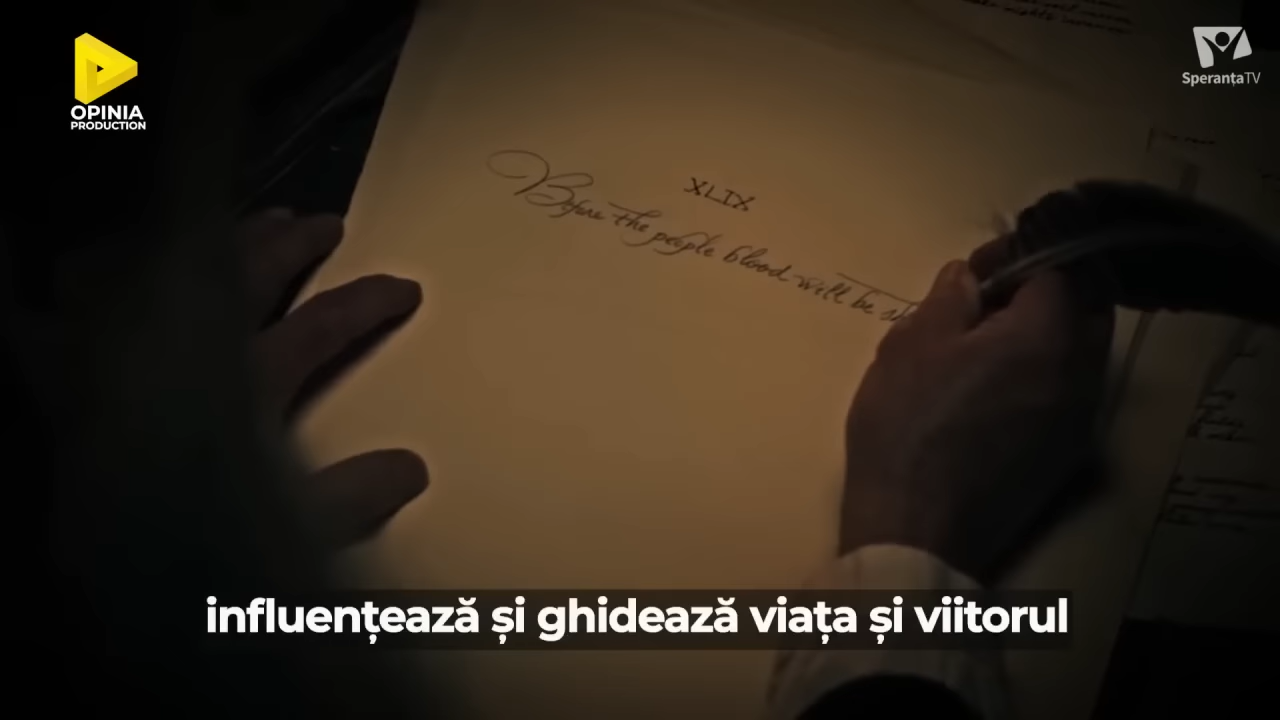 OPINIA
PRODUCTION
SperanțaTV
XLIX
Before the people blood will be
influențează și ghidează viața și viitorul